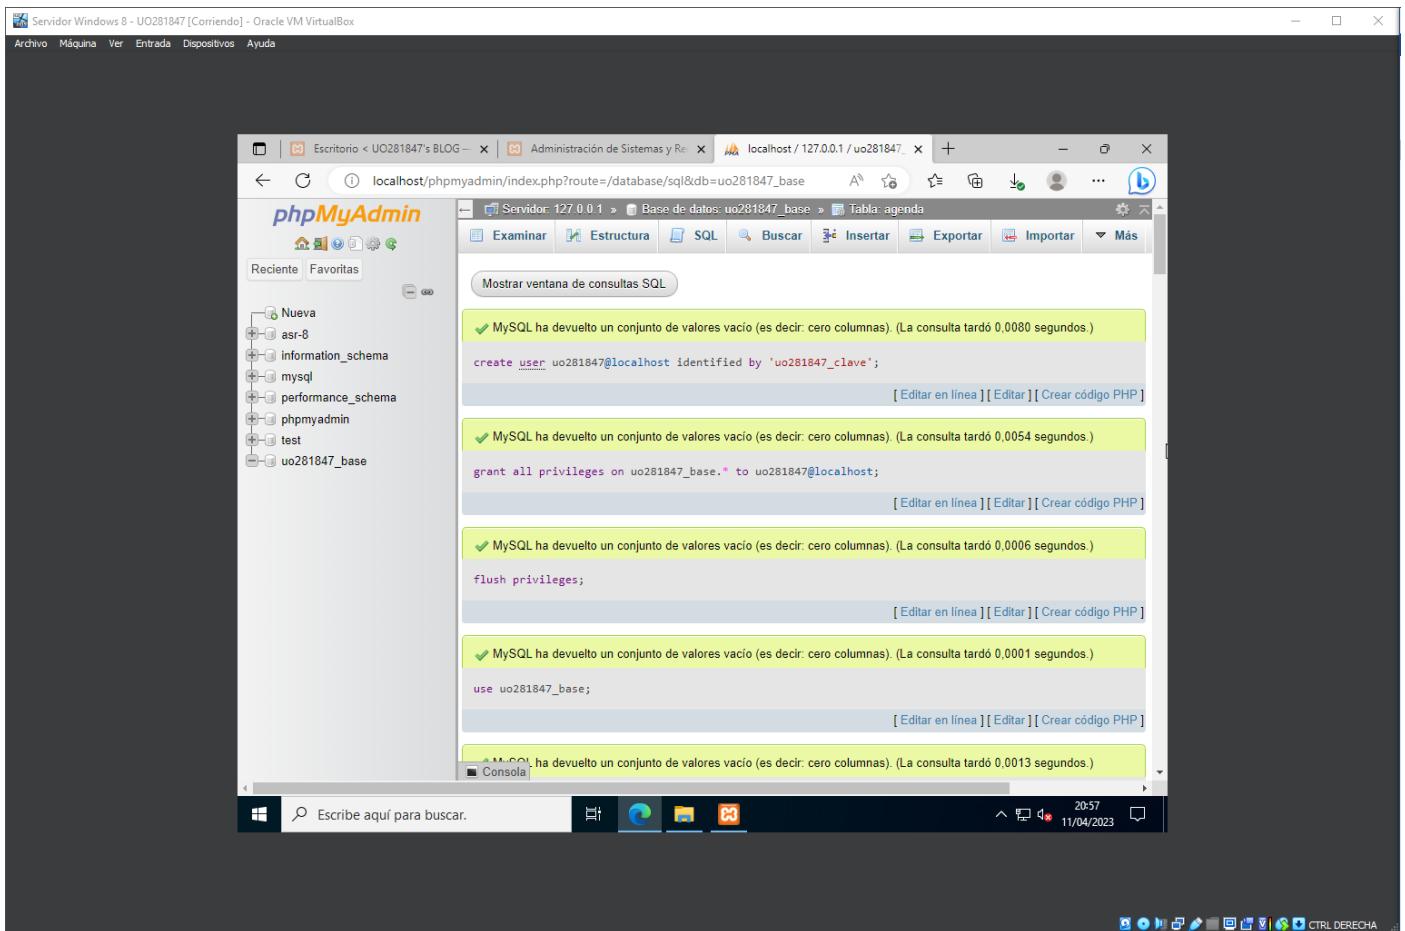 Servidor Windows 8 - UO281847 [Corriendo] - Oracle VM VirtualBox
Archivo Máquina Ver Entrada Dispositivos Ayuda
Escritorio < UO281847's BLOG —
Administración de Sistemas y Re
localhost / 127.0.0.1 / uo281847_
localhost/phpmyadmin/index.php?route=/database/sql&db=uo281847_base
phpMyAdmin
Reciente Favoritas
Nueva
asr-8
information_schema
mysql
performance_schema
phpmyadmin
test
uo281847_base
Servidor: 127.0.0.1 » Base de datos: uo281847_base » Tabla: agenda
Examinar Estructura SQL Buscar Insertar Exportar Importar Más
Mostrar ventana de consultas SQL
MySQL ha devuelto un conjunto de valores vacío (es decir: cero columnas). (La consulta tardó 0,0080 segundos.)
create user uo281847@localhost identified by 'uo281847_clave';
[ Editar en línea ] [ Editar ] [ Crear código PHP ]
MySQL ha devuelto un conjunto de valores vacío (es decir: cero columnas). (La consulta tardó 0,0054 segundos.)
grant all privileges on uo281847_base.* to uo281847@localhost;
[ Editar en línea ] [ Editar ] [ Crear código PHP ]
MySQL ha devuelto un conjunto de valores vacío (es decir: cero columnas). (La consulta tardó 0,0006 segundos.)
flush privileges;
[ Editar en línea ] [ Editar ] [ Crear código PHP ]
MySQL ha devuelto un conjunto de valores vacío (es decir: cero columnas). (La consulta tardó 0,0001 segundos.)
use uo281847_base;
[ Editar en línea ] [ Editar ] [ Crear código PHP ]
MySQL ha devuelto un conjunto de valores vacío (es decir: cero columnas). (La consulta tardó 0,0013 segundos.)
Consola
Escribe aquí para buscar.
20:57
11/04/2023
CTRL DERECHA